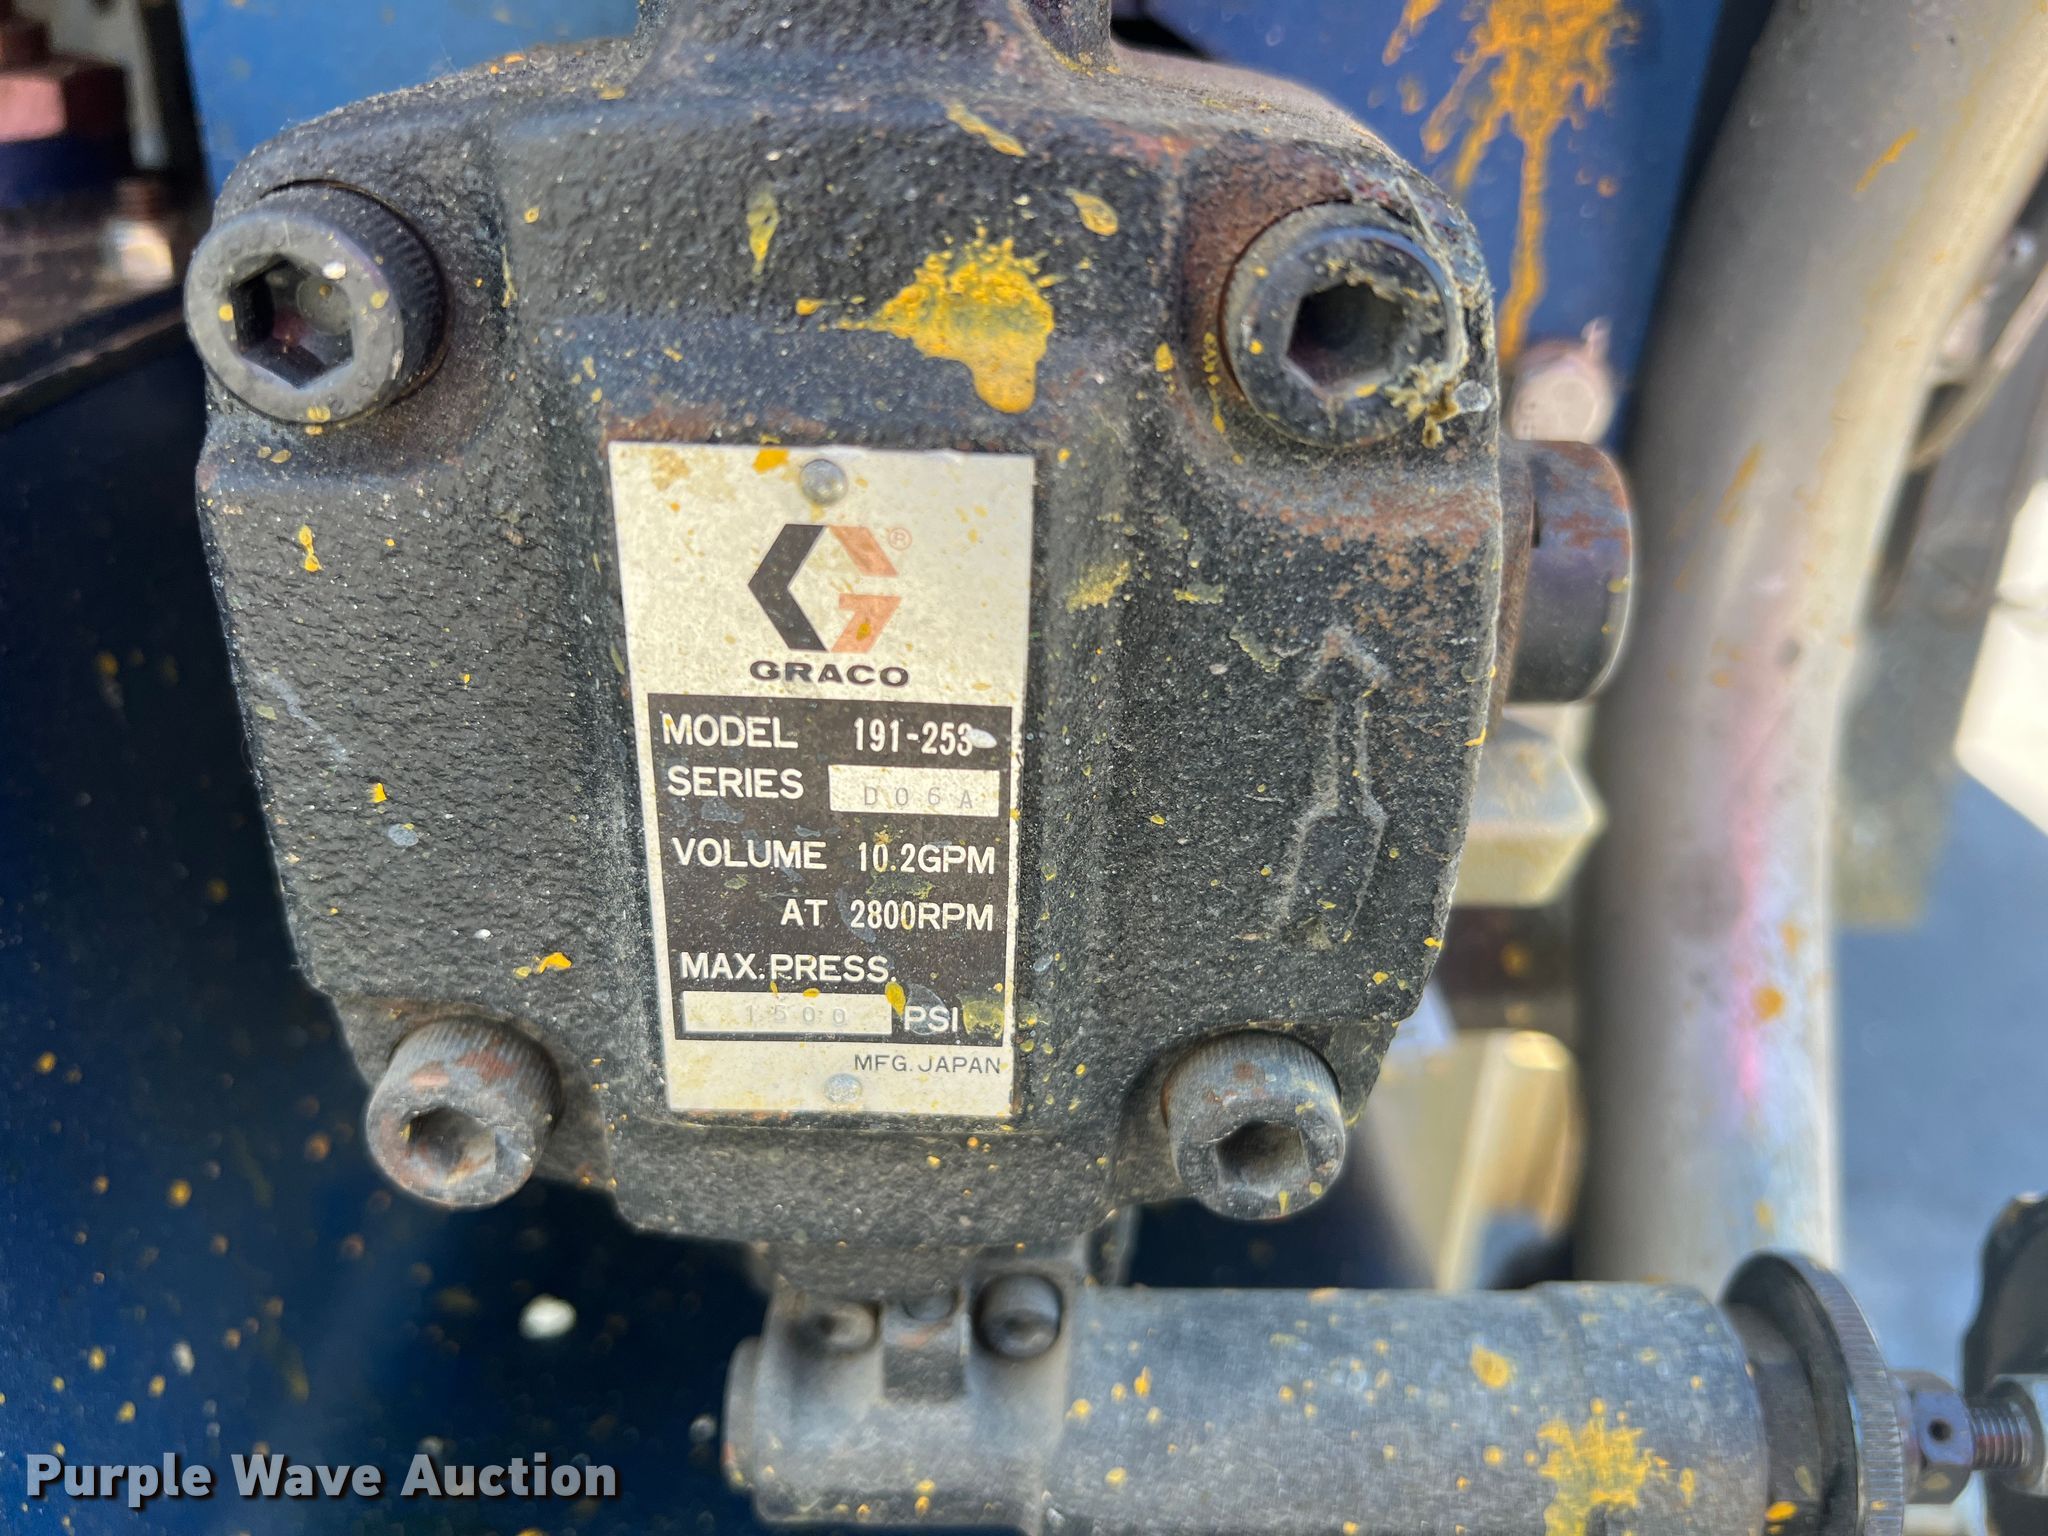 ®
GRACO
MODEL 191-253
SERIES D06A
VOLUME 10.2GPM
AT 2800RPM
MAX.PRESS.
1500 PSI
MFG. JAPAN
Purple Wave Auction